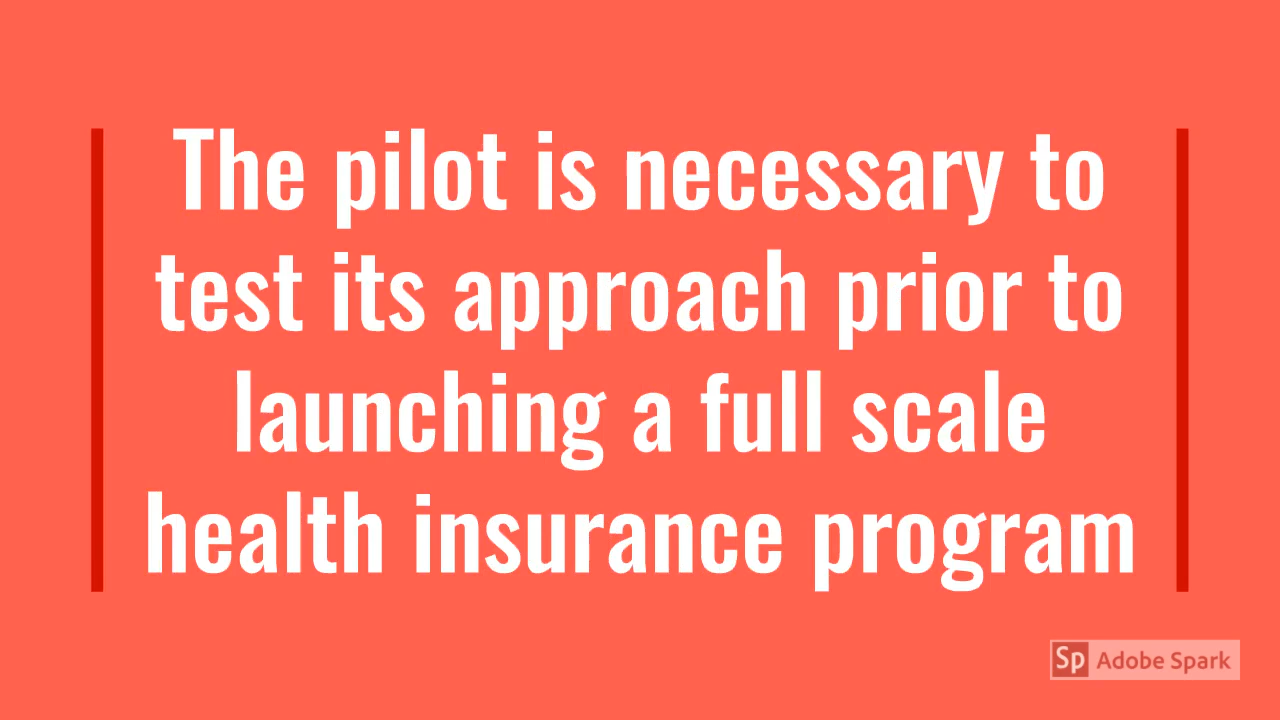 The pilot is necessary to
test its approach prior to
launching a full scale
health insurance program
Sp Adobe Spark